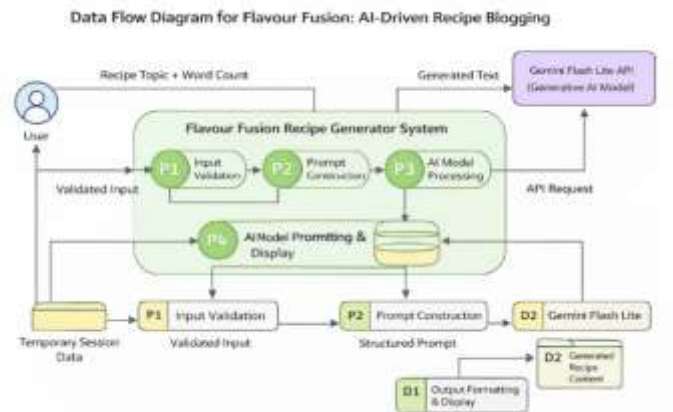 Data Flow Diagram for Flavour Fusion: AI-Driven Recipe Blogging
Recipe Topic + Word Count
Generated Text
Gemini Flash Lite API
(Generative AI Model)
User
Flavour Fusion Recipe Generator System
P1
Input
Validation
P2
Prompt
Construction
P3
AI Model
Processing
Validated Input
API Request
P4
AI Model Promtting &
Display
P1
Input Validation
P2
Prompt Construction
D2
Gemini Flash Lite
Temporary Session
Data
Validated Input
Structured Prompt
D2
Generated
Recipe
Content
D1
Output Formatting
& Display